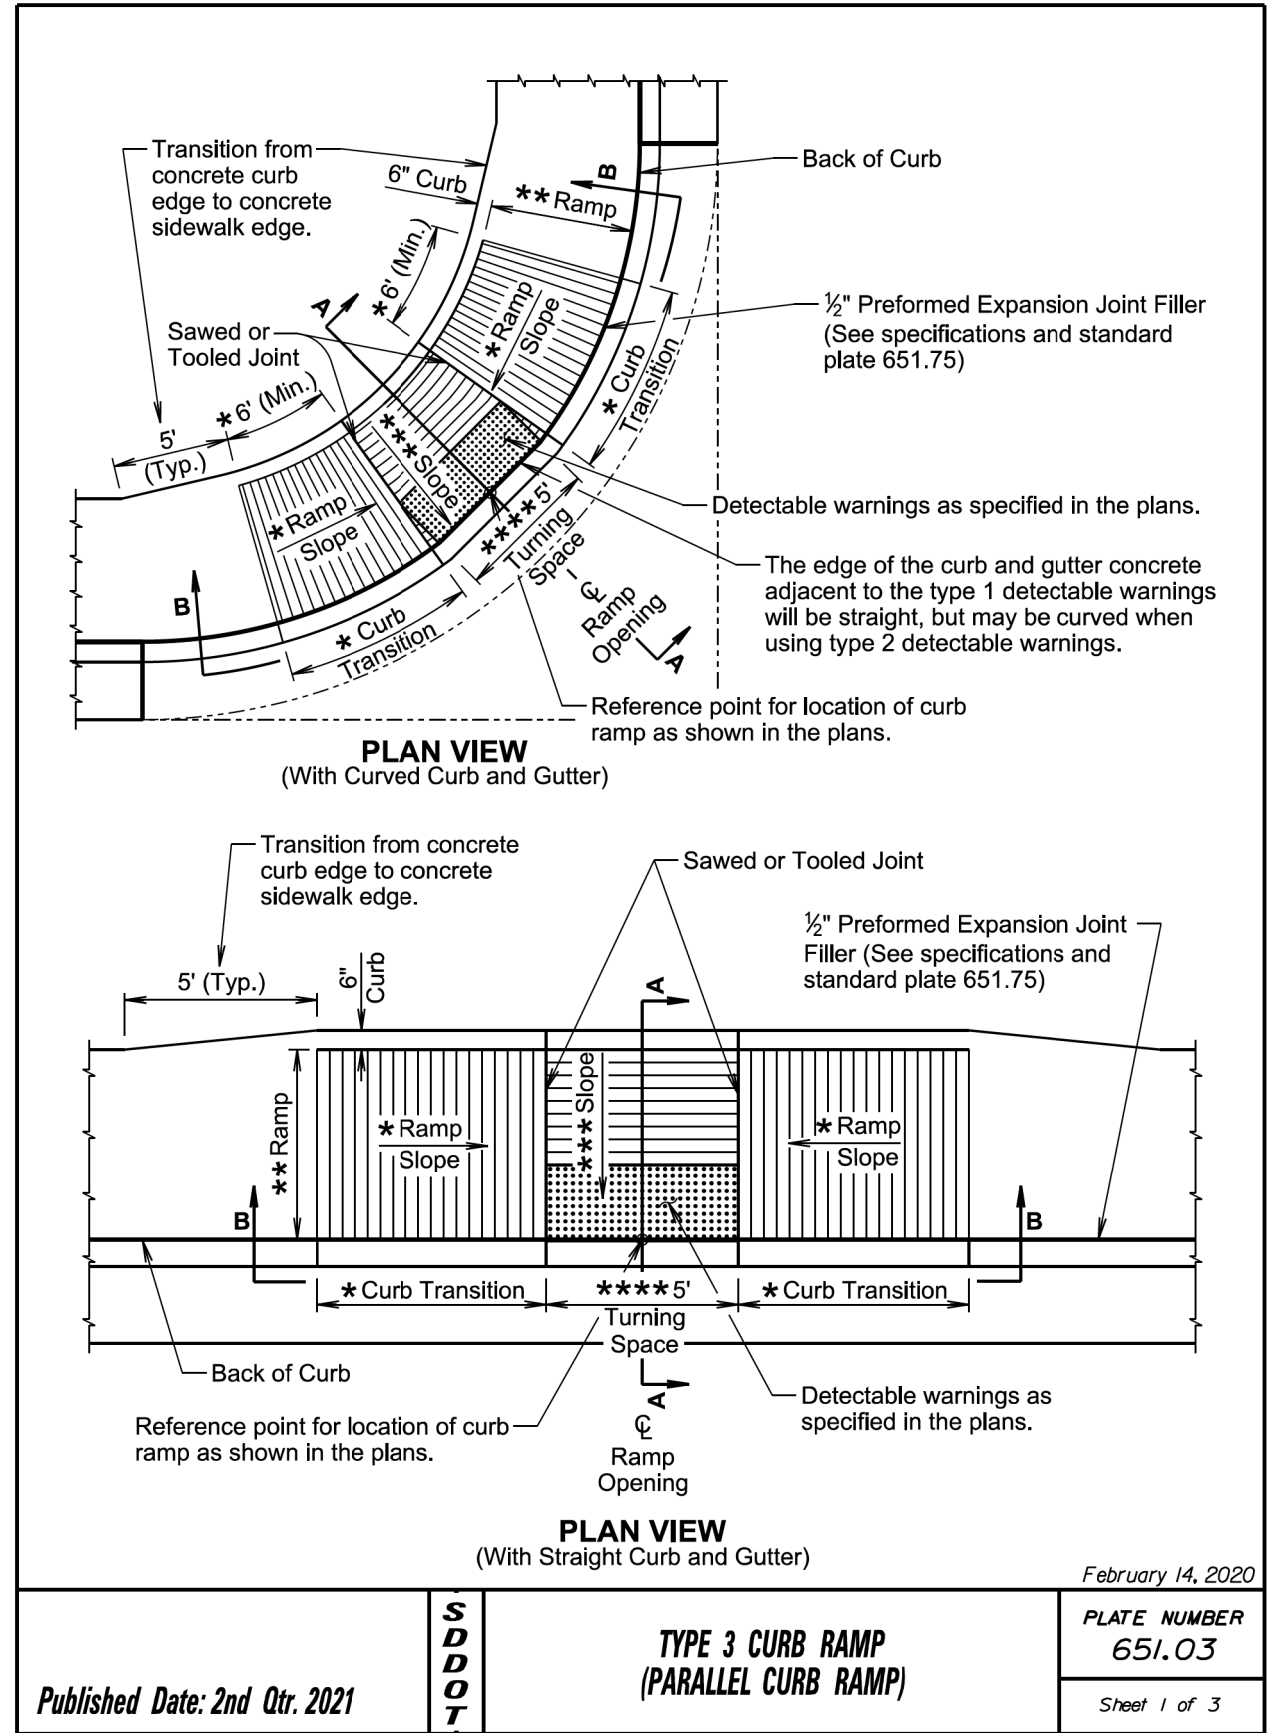 Transition from
concrete curb
edge to concrete
sidewalk edge.
6" Curb
**Ramp
B
Back of Curb
*6' (Min.)
A
Sawed or
Tooled Joint
*Ramp
Slope
½" Preformed Expansion Joint Filler
(See specifications and standard
plate 651.75)
*Curb
Transition
*6' (Min.)
5'
(Typ.)
***Slope
*Ramp
Slope
Detectable warnings as specified in the plans.
****5'
Turning
Space
The edge of the curb and gutter concrete
adjacent to the type 1 detectable warnings
will be straight, but may be curved when
using type 2 detectable warnings.
B
*Curb
Transition
℄
Ramp
Opening
A
Reference point for location of curb
ramp as shown in the plans.
PLAN VIEW
(With Curved Curb and Gutter)
Transition from concrete
curb edge to concrete
sidewalk edge.
Sawed or Tooled Joint
½" Preformed Expansion Joint
Filler (See specifications and
standard plate 651.75)
5' (Typ.)
6"
Curb
A
**Ramp
*Ramp
Slope
***Slope
*Ramp
Slope
B
B
*Curb Transition
****5'
Turning
Space
*Curb Transition
Back of Curb
A
Detectable warnings as
specified in the plans.
Reference point for location of curb
ramp as shown in the plans.
℄
Ramp
Opening
PLAN VIEW
(With Straight Curb and Gutter)
February 14, 2020
Published Date: 2nd Qtr. 2021
SDDOT
TYPE 3 CURB RAMP
(PARALLEL CURB RAMP)
PLATE NUMBER
651.03
Sheet 1 of 3